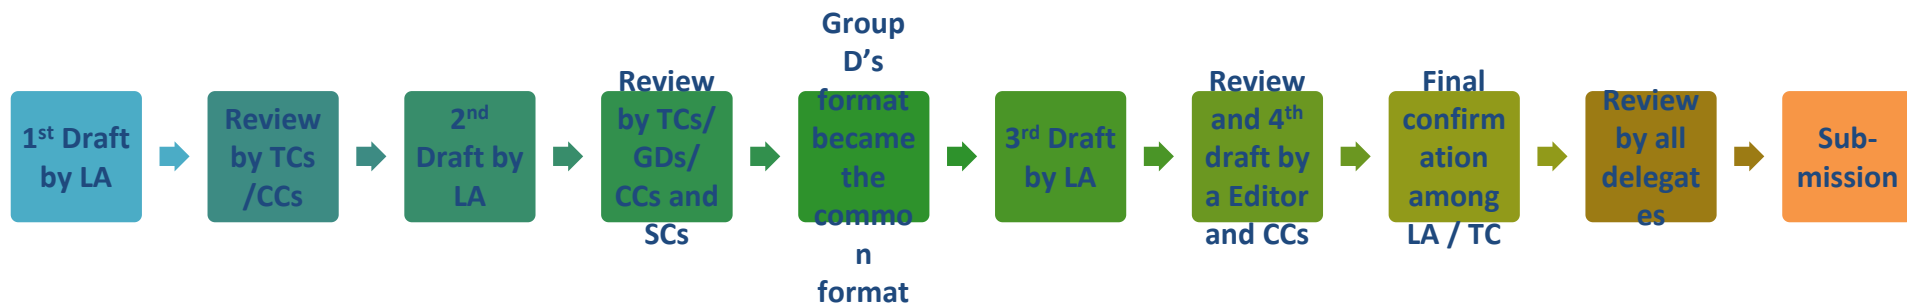 1st Draft
by LA
Review
by TCs
/CCs
2nd
Draft by
LA
Review
by TCs/
GDs/
CCs and
SCs
Group
D’s
format
became
the
commo
n
format
3rd Draft
by LA
Review
and 4th
draft by
a Editor
and CCs
Final
confirm
ation
among
LA / TC
Review
by all
delegat
es
Sub-
mission